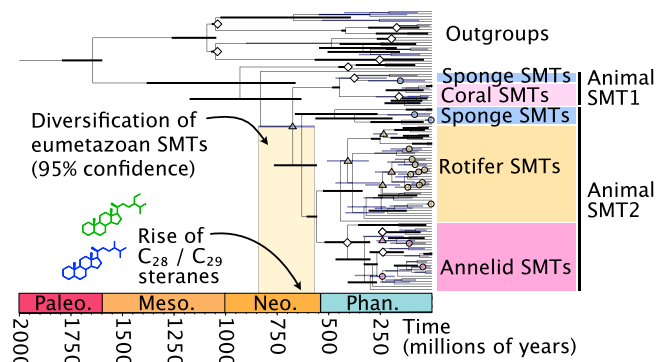 Outgroups
Sponge SMTs
Coral SMTs
Animal
SMT1
Sponge SMTs
Rotifer SMTs
Annelid SMTs
Animal
SMT2
Diversification of
eumetazoan SMTs
(95% confidence)
Rise of
C28 / C29
steranes
Paleo. Meso. Neo. Phan.
2000 1750 1500 1250 1000 750 500 250
Time
(millions of years)